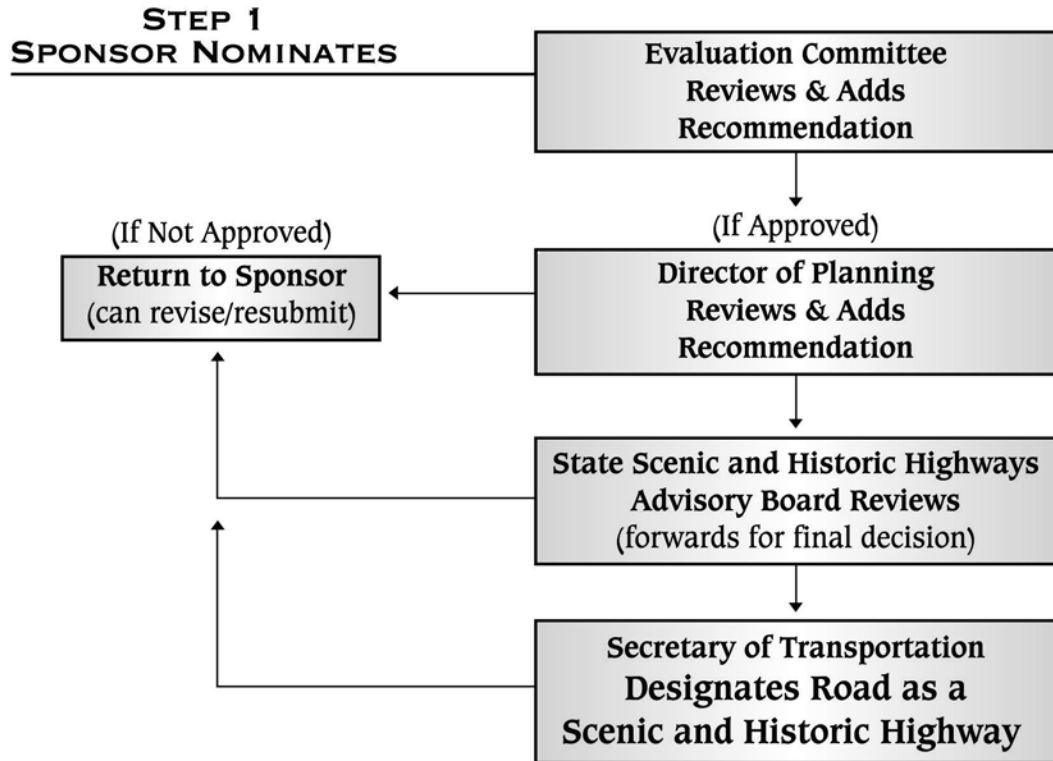 STEP 1
SPONSOR NOMINATES
Evaluation Committee
Reviews & Adds
Recommendation
(If Not Approved)
Return to Sponsor
(can revise/resubmit)
(If Approved)
Director of Planning
Reviews & Adds
Recommendation
State Scenic and Historic Highways
Advisory Board Reviews
(forwards for final decision)
Secretary of Transportation
Designates Road as a
Scenic and Historic Highway